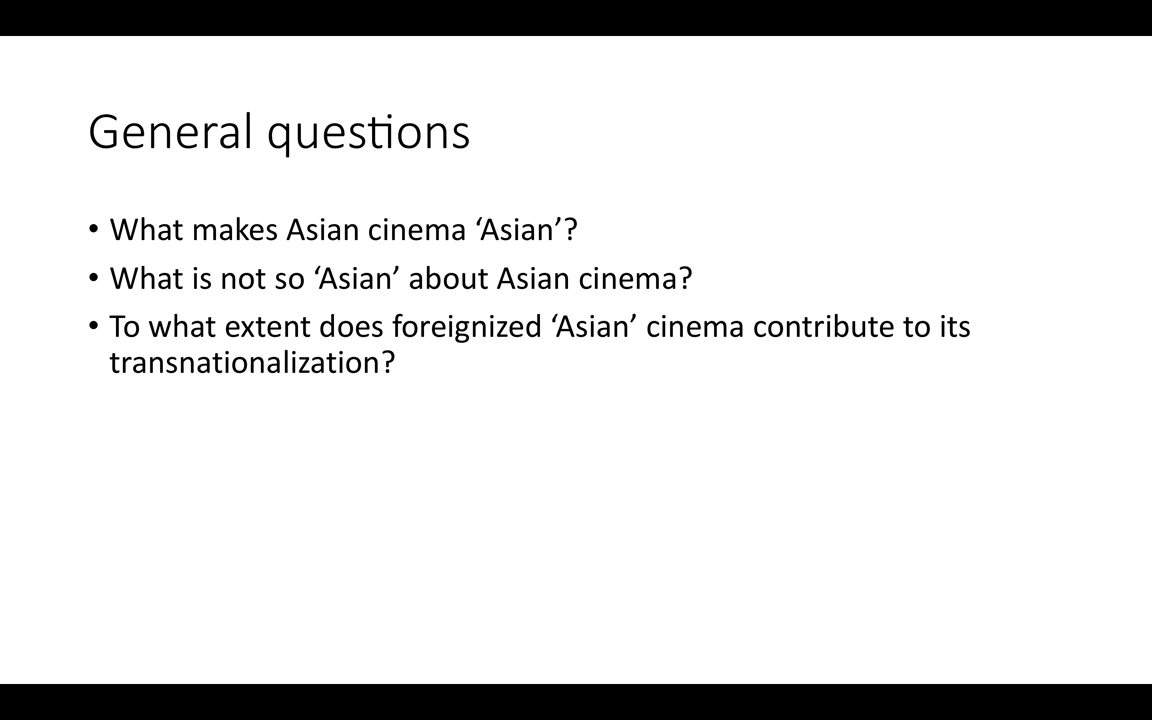 General questions
• What makes Asian cinema ‘Asian’?
• What is not so ‘Asian’ about Asian cinema?
• To what extent does foreignized ‘Asian’ cinema contribute to its
transnationalization?